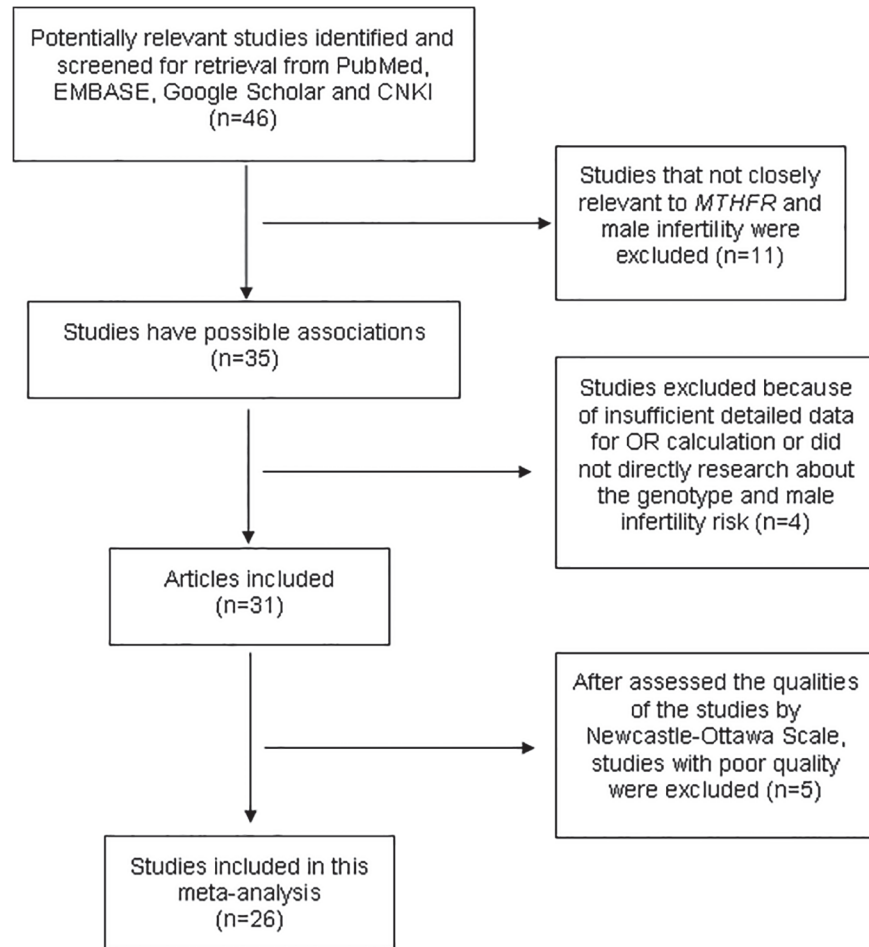 Potentially relevant studies identified and
screened for retrieval from PubMed,
EMBASE, Google Scholar and CNKI
(n=46)
Studies that not closely
relevant to MTHFR and
male infertility were
excluded (n=11)
Studies have possible associations
(n=35)
Studies excluded because
of insufficient detailed data
for OR calculation or did
not directly research about
the genotype and male
infertility risk (n=4)
Articles included
(n=31)
After assessed the qualities
of the studies by
Newcastle-Ottawa Scale,
studies with poor quality
were excluded (n=5)
Studies included in this
meta-analysis
(n=26)